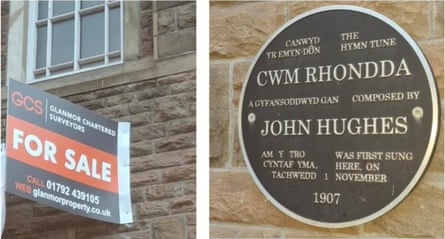 GCS GLANMOR CHARTERED
SURVEYORS
FOR SALE
CALL 01792 439105
WEB glanmorproperty.co.uk
CANWYD THE
YR EMYN-DÔN HYMN TUNE
CWM RHONDDA
A GYFANSODDWYD GAN COMPOSED BY
JOHN HUGHES
AM Y TRO WAS FIRST SUNG
CYNTAF YMA, HERE, ON
TACHWEDD 1 NOVEMBER
1907